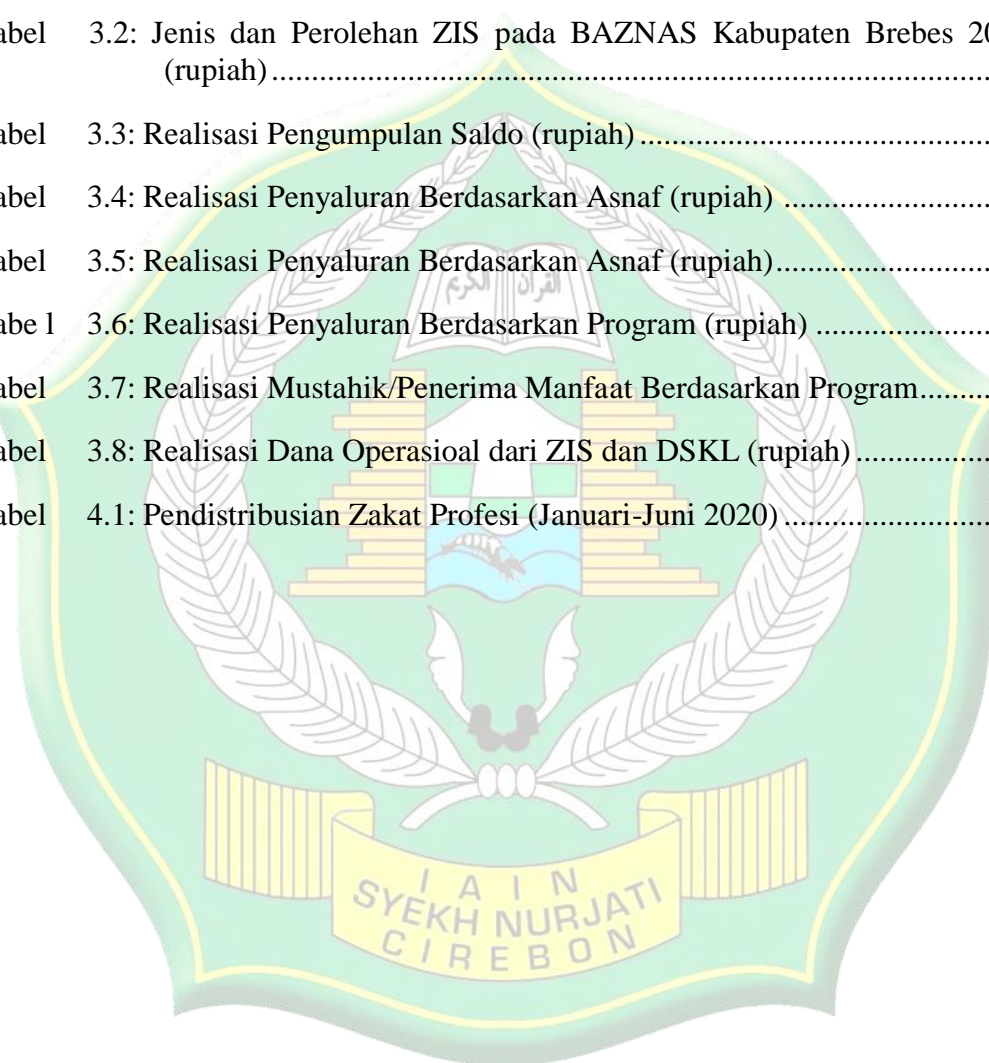 abel 3.2: Jenis dan Perolehan ZIS pada BAZNAS Kabupaten Brebes 20
(rupiah)..........................................................................................
abel 3.3: Realisasi Pengumpulan Saldo (rupiah)............................................
abel 3.4: Realisasi Penyaluran Berdasarkan Asnaf (rupiah) ..........................
abel 3.5: Realisasi Penyaluran Berdasarkan Asnaf (rupiah)...........................
abe l 3.6: Realisasi Penyaluran Berdasarkan Program (rupiah) ......................
abel 3.7: Realisasi Mustahik/Penerima Manfaat Berdasarkan Program.........
abel 3.8: Realisasi Dana Operasioal dari ZIS dan DSKL (rupiah).................
abel 4.1: Pendistribusian Zakat Profesi (Januari-Juni 2020)..........................
القرآن الكريم
IAIN
SYEKH NURJATI
CIREBON